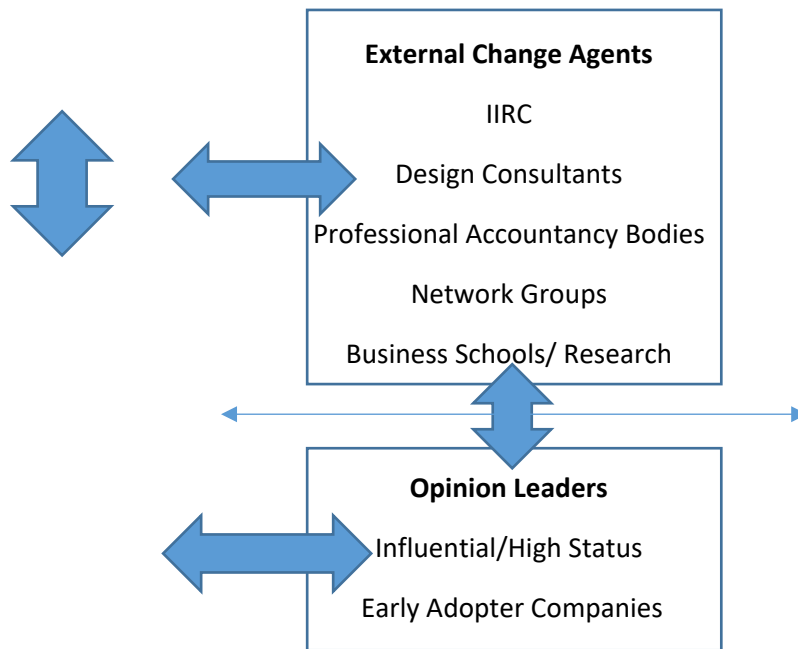 External Change Agents
IIRC
Design Consultants
Professional Accountancy Bodies
Network Groups
Business Schools/ Research
Opinion Leaders
Influential/High Status
Early Adopter Companies